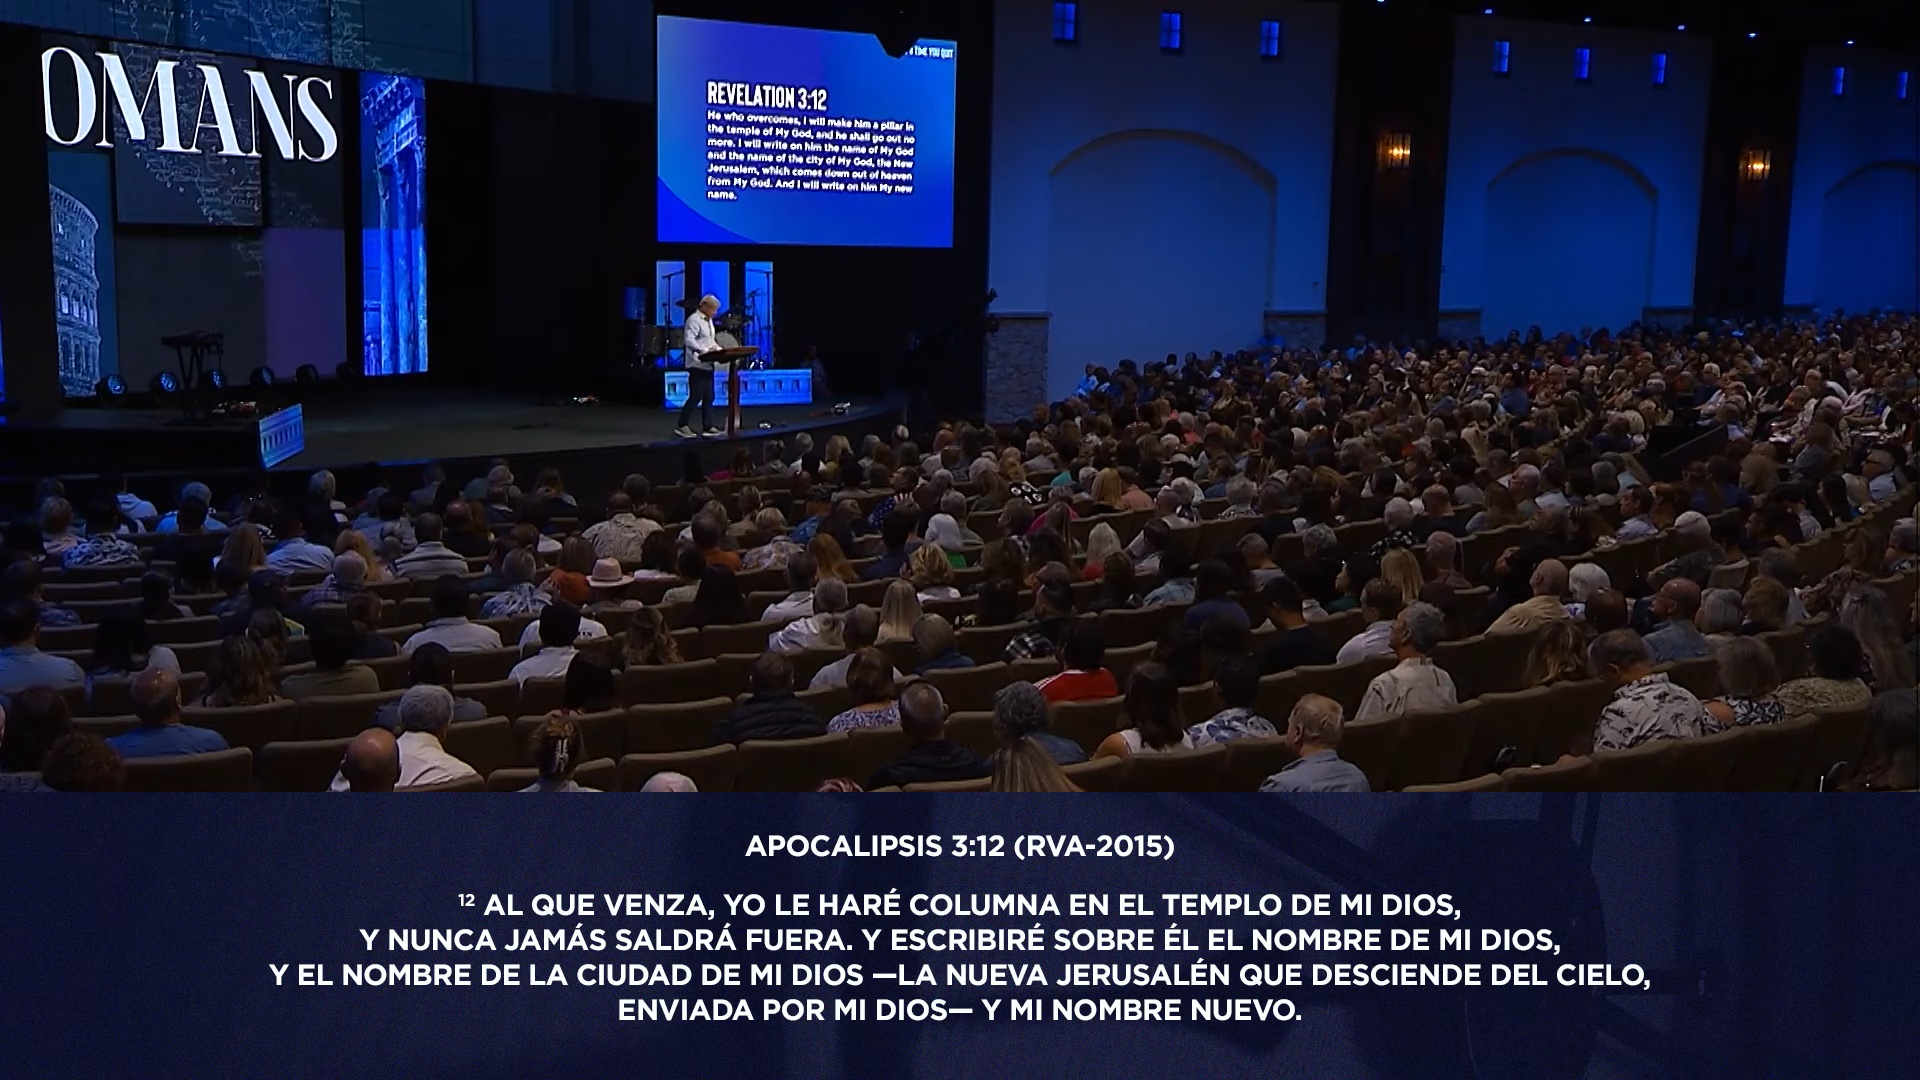 OMANS
TIME YOU QUIT
REVELATION 3:12
He who overcomes, I will make him a pillar in
the temple of My God, and he shall go out no
more. I will write on him the name of My God
and the name of the city of My God, the New
Jerusalem, which comes down out of heaven
from My God. And I will write on him My new
name.
APOCALIPSIS 3:12 (RVA-2015)
12 AL QUE VENZA, YO LE HARÉ COLUMNA EN EL TEMPLO DE MI DIOS,
Y NUNCA JAMÁS SALDRÁ FUERA. Y ESCRIBIRÉ SOBRE ÉL EL NOMBRE DE MI DIOS,
Y EL NOMBRE DE LA CIUDAD DE MI DIOS —LA NUEVA JERUSALÉN QUE DESCIENDE DEL CIELO,
ENVIADA POR MI DIOS— Y MI NOMBRE NUEVO.